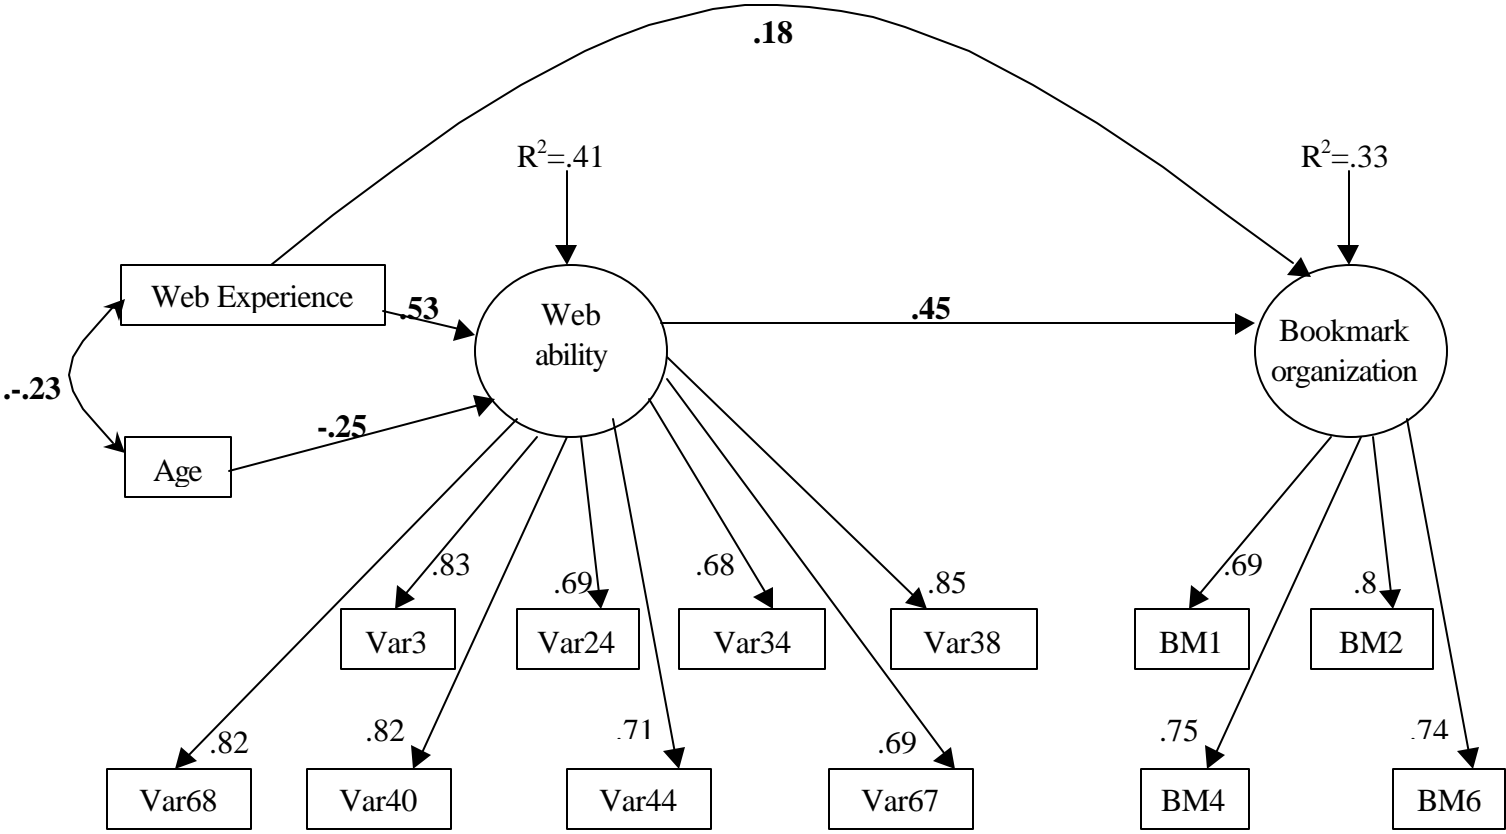 .18
R²=.41
R²=.33
Web Experience
.53
Web
ability
.45
Bookmark
organization
.-.23
-.25
Age
.83
.69
.68
.85
.69
.8
Var3
Var24
Var34
Var38
BM1
BM2
.82
.82
.71
.69
.75
.74
Var68
Var40
Var44
Var67
BM4
BM6